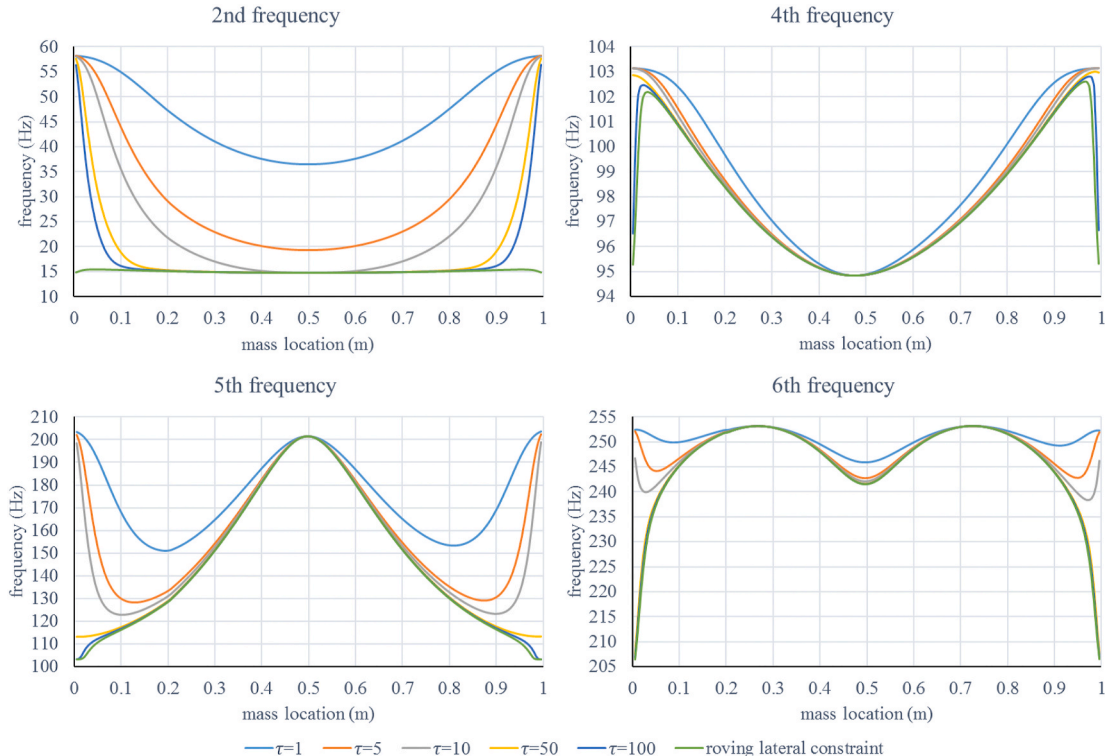 2nd frequency
60
55
50
45
40
35
30
25
20
15
10
frequency (Hz)
0 0.1 0.2 0.3 0.4 0.5 0.6 0.7 0.8 0.9 1
mass location (m)
4th frequency
104
103
102
101
100
99
98
97
96
95
94
frequency (Hz)
0 0.1 0.2 0.3 0.4 0.5 0.6 0.7 0.8 0.9 1
mass location (m)
5th frequency
210
200
190
180
170
160
150
140
130
120
110
100
frequency (Hz)
0 0.1 0.2 0.3 0.4 0.5 0.6 0.7 0.8 0.9 1
mass location (m)
6th frequency
255
250
245
240
235
230
225
220
215
210
205
frequency (Hz)
0 0.1 0.2 0.3 0.4 0.5 0.6 0.7 0.8 0.9 1
mass location (m)
τ=1 τ=5 τ=10 τ=50 τ=100 roving lateral constraint